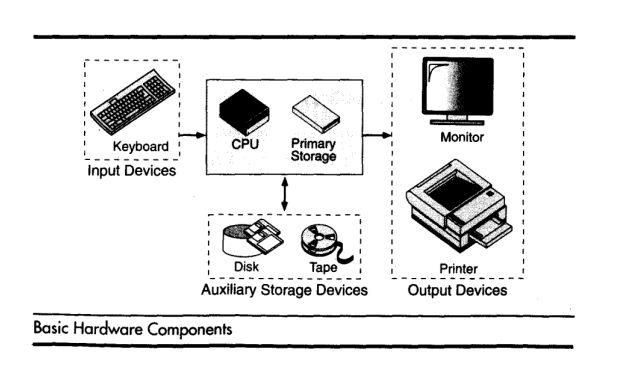 Keyboard
Input Devices
CPU
Primary
Storage
Monitor
Disk
Tape
Auxiliary Storage Devices
Printer
Output Devices
Basic Hardware Components